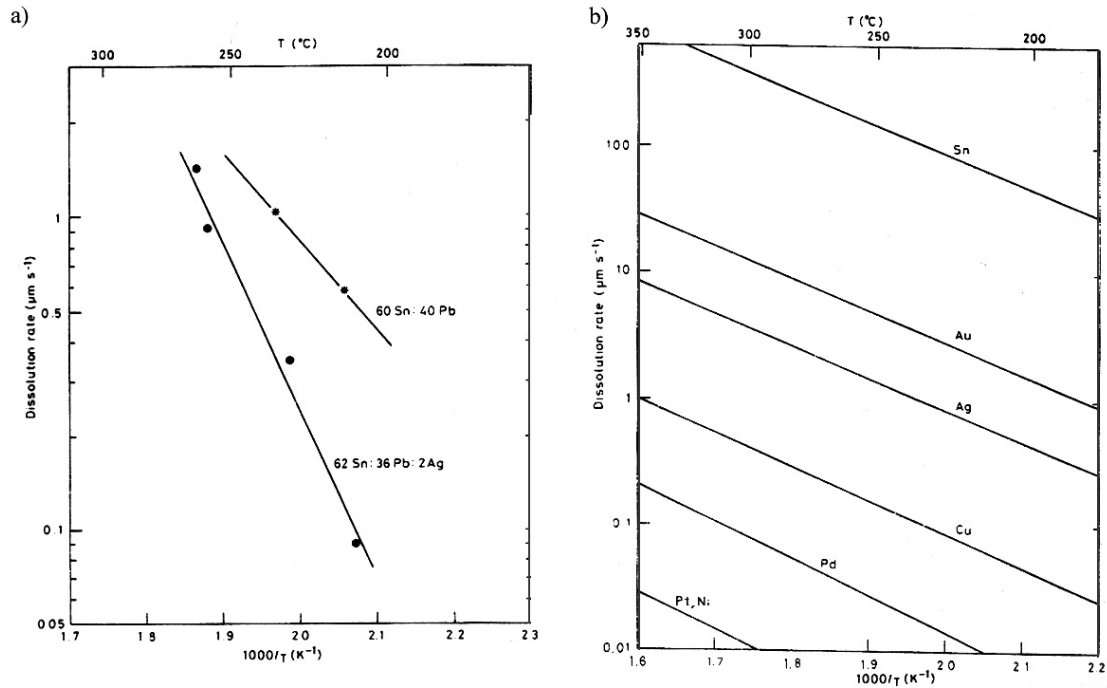 a)
T (°C)
300 250 200
Dissolution rate (μm s⁻¹)
1
0.5
0.1
0.05
60 Sn:40 Pb
62 Sn:36 Pb:2Ag
1.7 1.8 1.9 2.0 2.1 2.2 2.3
1000/T (K⁻¹)
b)
T (°C)
350 300 250 200
Dissolution rate (μm s⁻¹)
100
10
1
0.1
0.01
Sn
Au
Ag
Cu
Pd
Pt,Ni
1.6 1.7 1.8 1.9 2.0 2.1 2.2
1000/T (K⁻¹)